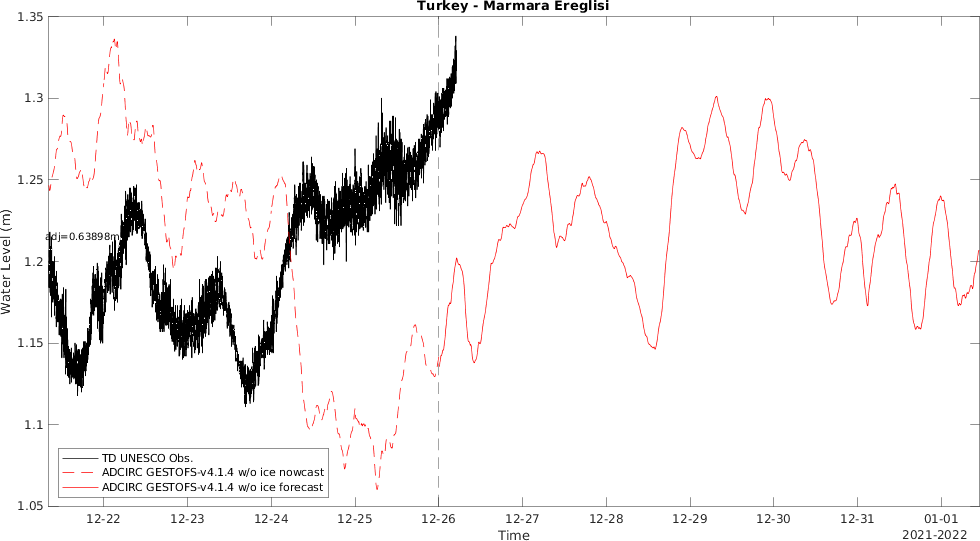 Turkey - Marmara Ereglisi
1.35
1.3
1.25
1.2
1.15
1.1
1.05
Water Level (m)
adj=0.63898m
TD UNESCO Obs.
ADCIRC GESTOFS-v4.1.4 w/o ice nowcast
ADCIRC GESTOFS-v4.1.4 w/o ice forecast
12-22 12-23 12-24 12-25 12-26 12-27 12-28 12-29 12-30 12-31 01-01
Time
2021-2022